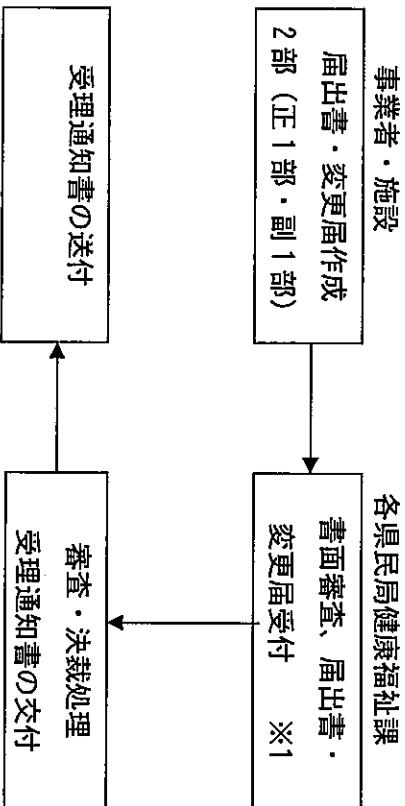 事業者・施設
届出書・変更届作成
2部（正1部・副1部）
各県民局健康福祉課
書面審査、届出書・
変更届受付　※1
審査・決裁処理
受理通知書の交付
受理通知書の送付